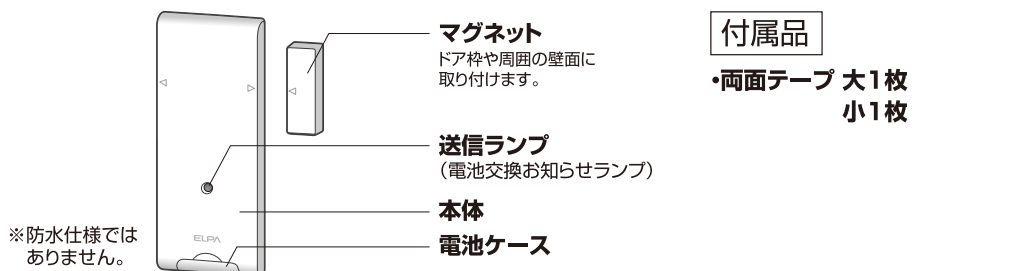 マグネット
ドア枠や周囲の壁面に
取り付けます。
送信ランプ
（電池交換お知らせランプ）
本体
電池ケース
※防水仕様では
ありません。
ELPA
付属品
・両面テープ 大1枚
小1枚